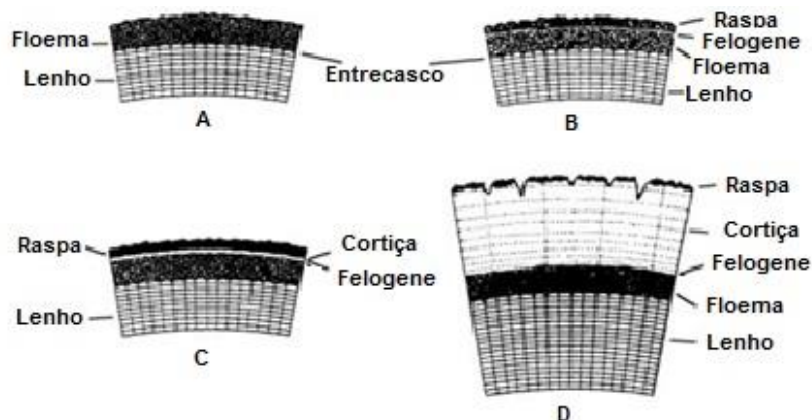 Floema
Lenho
A
Entrecasco
Raspa
Felogene
Floema
Lenho
B
Raspa
Lenho
Cortiça
Felogene
C
Raspa
Cortiça
Felogene
Floema
Lenho
D